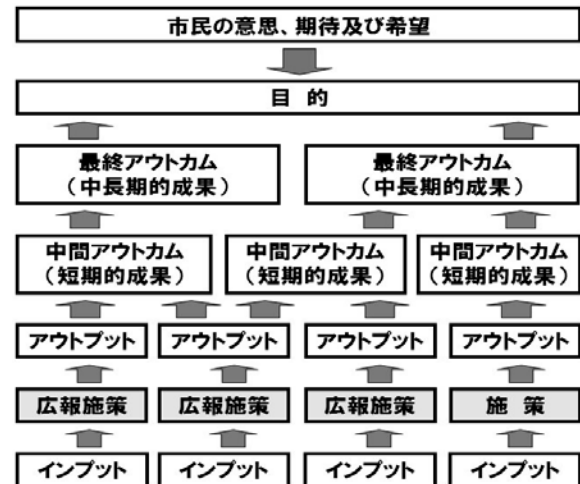 市民の意思、期待及び希望
目 的
最終アウトカム
（中長期的成果）
最終アウトカム
（中長期的成果）
中間アウトカム
（短期的成果）
中間アウトカム
（短期的成果）
中間アウトカム
（短期的成果）
アウトプット
アウトプット
アウトプット
アウトプット
広報施策
広報施策
広報施策
施 策
インプット
インプット
インプット
インプット